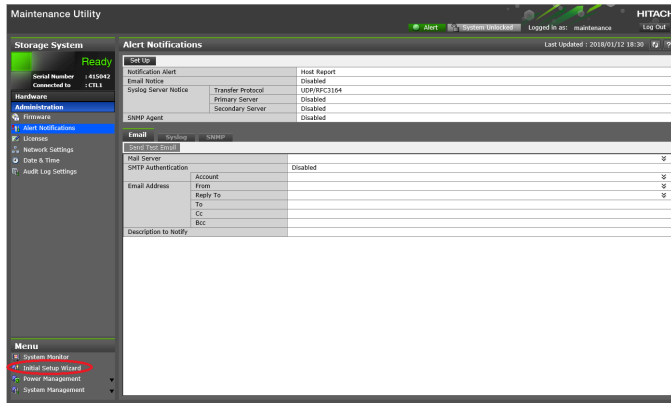 Maintenance Utility
HITACH
Alert System Unlocked Logged in as: maintenance Log Out
Storage System
Ready
Serial Number : 415042
Connected to : CTL1
Hardware
Administration
Firmware
Alert Notifications
Licenses
Network Settings
Date & Time
Audit Log Settings
Menu
System Monitor
Initial Setup Wizard
Power Management
System Management
Alert Notifications Last Updated : 2018/01/12 18:30 ?
Set Up
Notification Alert Host Report
Email Notice Disabled
Syslog Server Notice Transfer Protocol UDP/RFC3164
Primary Server Disabled
Secondary Server Disabled
SNMP Agent Disabled
Email Syslog SNMP
Send Test Email
Mail Server
SMTP Authentication Disabled
Account
Email Address From
Reply To
To
Cc
Bcc
Description to Notify